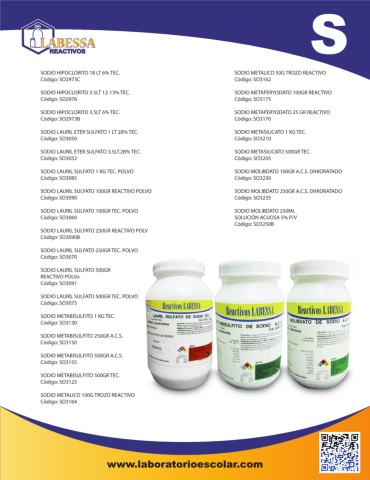 LABESSA
REACTIVOS
S
SODIO HIPOCLORITO 18 LT 6% TEC.
Código: SO2973C
SODIO HIPOCLORITO 3.5LT 12-13% TEC.
Código: SO2976
SODIO HIPOCLORITO 3.5LT 6% TEC.
Código: SO2973B
SODIO LAURIL ETER SULFATO 1 LT 28% TEC.
Código: SO3050
SODIO LAURIL ETER SULFATO 3.5LT.28% TEC.
Código: SO3052
SODIO LAURIL SULFATO 1 KG TEC. POLVO
Código: SO3085
SODIO LAURIL SULFATO 100GR REACTIVO POLVO
Código: SO3090
SODIO LAURIL SULFATO 100GR TEC. POLVO
Código: SO3060
SODIO LAURIL SULFATO 250GR REACTIVO POLV
Código: SO3090B
SODIO LAURIL SULFATO 250GR TEC. POLVO
Código: SO3070
SODIO LAURIL SULFATO 500GR
REACTIVO POLVo
Código: SO3091
SODIO LAURIL SULFATO 500GR TEC. POLVO
Código: SO3075
SODIO METABISULFITO 1 KG TEC.
Código: SO3130
SODIO METABISULFITO 250GR A.C.S.
Código: SO3150
SODIO METABISULFITO 500GR A.C.S.
Código: SO3155
SODIO METABISULFITO 500GR TEC.
Código: SO3125
SODIO METALICO 100G TROZO REACTIVO
Código: SO3164
SODIO METALICO 50G TROZO REACTIVO
Código: SO3162
SODIO METAPERYODATO 100GR REACTIVO
Código: SO3175
SODIO METAPERYODATO 25 GR REACTIVO
Código: SO3170
SODIO METASILICATO 1 KG TEC.
Código: SO3210
SODIO METASILICATO 500GR TEC.
Código: SO3205
SODIO MOLIBDATO 100GR A.C.S. DIHIDRATADO
Código: SO3230
SODIO MOLIBDATO 250GR A.C.S. DIHIDRATADO
Código: SO3235
SODIO MOLIBDATO 250ML
SOLUCIÓN ACUOSA 5% P/V
Código: SO3250B
Reactivos LABESSA
LAURIL SULFATO DE SODIO
Reactivos LABESSA
DE SODIO
Reactivos LABESSA
MOLIBDATO DE SODIO
www.laboratorioescolar.com